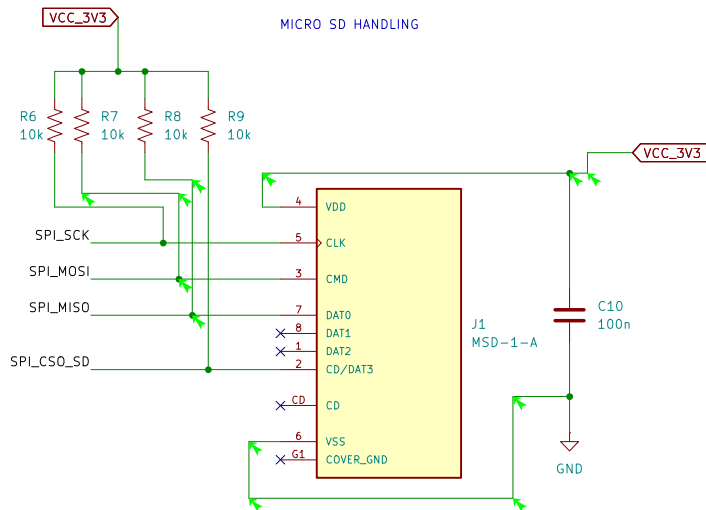 VCC_3V3
MICRO SD HANDLING
R6
10k
R7
10k
R8
10k
R9
10k
VCC_3V3
4 VDD
SPI_SCK 5 CLK
SPI_MOSI 3 CMD
SPI_MISO 7 DAT0
8 DAT1
1 DAT2
SPI_CSO_SD 2 CD/DAT3
CD CD
6 VSS
G1 COVER_GND
J1
MSD-1-A
C10
100n
GND